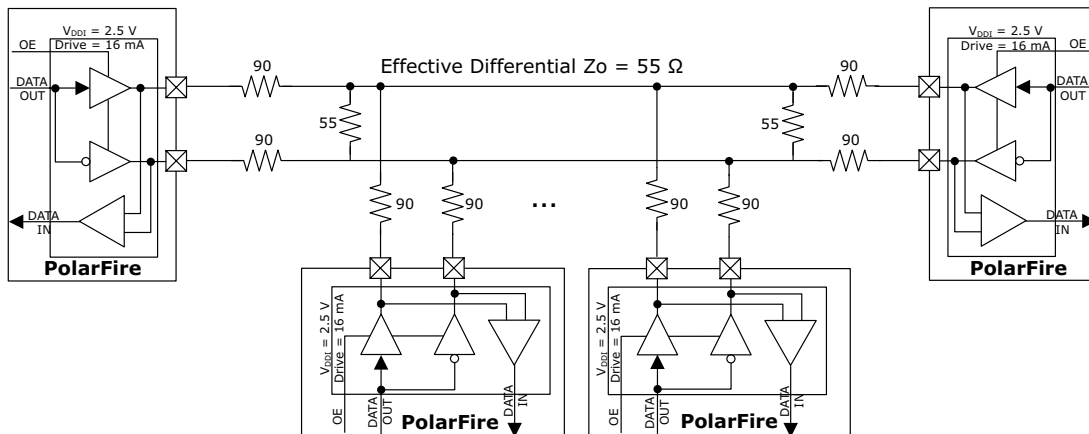 V_DDI = 2.5 V
Drive = 16 mA
OE
DATA
OUT
DATA
IN
PolarFire
90
90
55
Effective Differential Zo = 55 Ω
90
90
55
V_DDI = 2.5 V
Drive = 16 mA
OE
DATA
OUT
DATA
IN
PolarFire
90
90
...
90
90
V_DDI = 2.5 V
Drive = 16 mA
OE
DATA
OUT
DATA
IN
PolarFire
V_DDI = 2.5 V
Drive = 16 mA
OE
DATA
OUT
DATA
IN
PolarFire